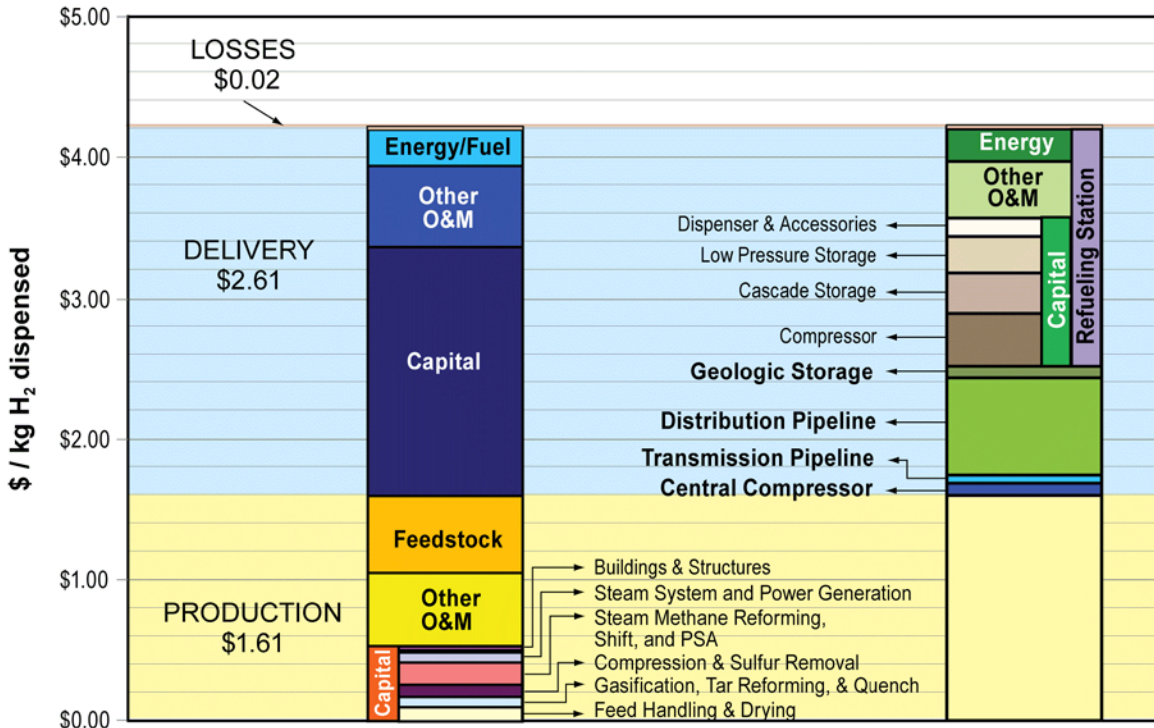 $ / kg H₂ dispensed
$5.00
$4.00
$3.00
$2.00
$1.00
$0.00
LOSSES
$0.02
DELIVERY
$2.61
PRODUCTION
$1.61
Energy/Fuel
Other
O&M
Capital
Feedstock
Other
O&M
Capital
Buildings & Structures
Steam System and Power Generation
Steam Methane Reforming,
Shift, and PSA
Compression & Sulfur Removal
Gasification, Tar Reforming, & Quench
Feed Handling & Drying
Dispenser & Accessories
Low Pressure Storage
Cascade Storage
Compressor
Geologic Storage
Distribution Pipeline
Transmission Pipeline
Central Compressor
Energy
Other
O&M
Capital
Refueling Station